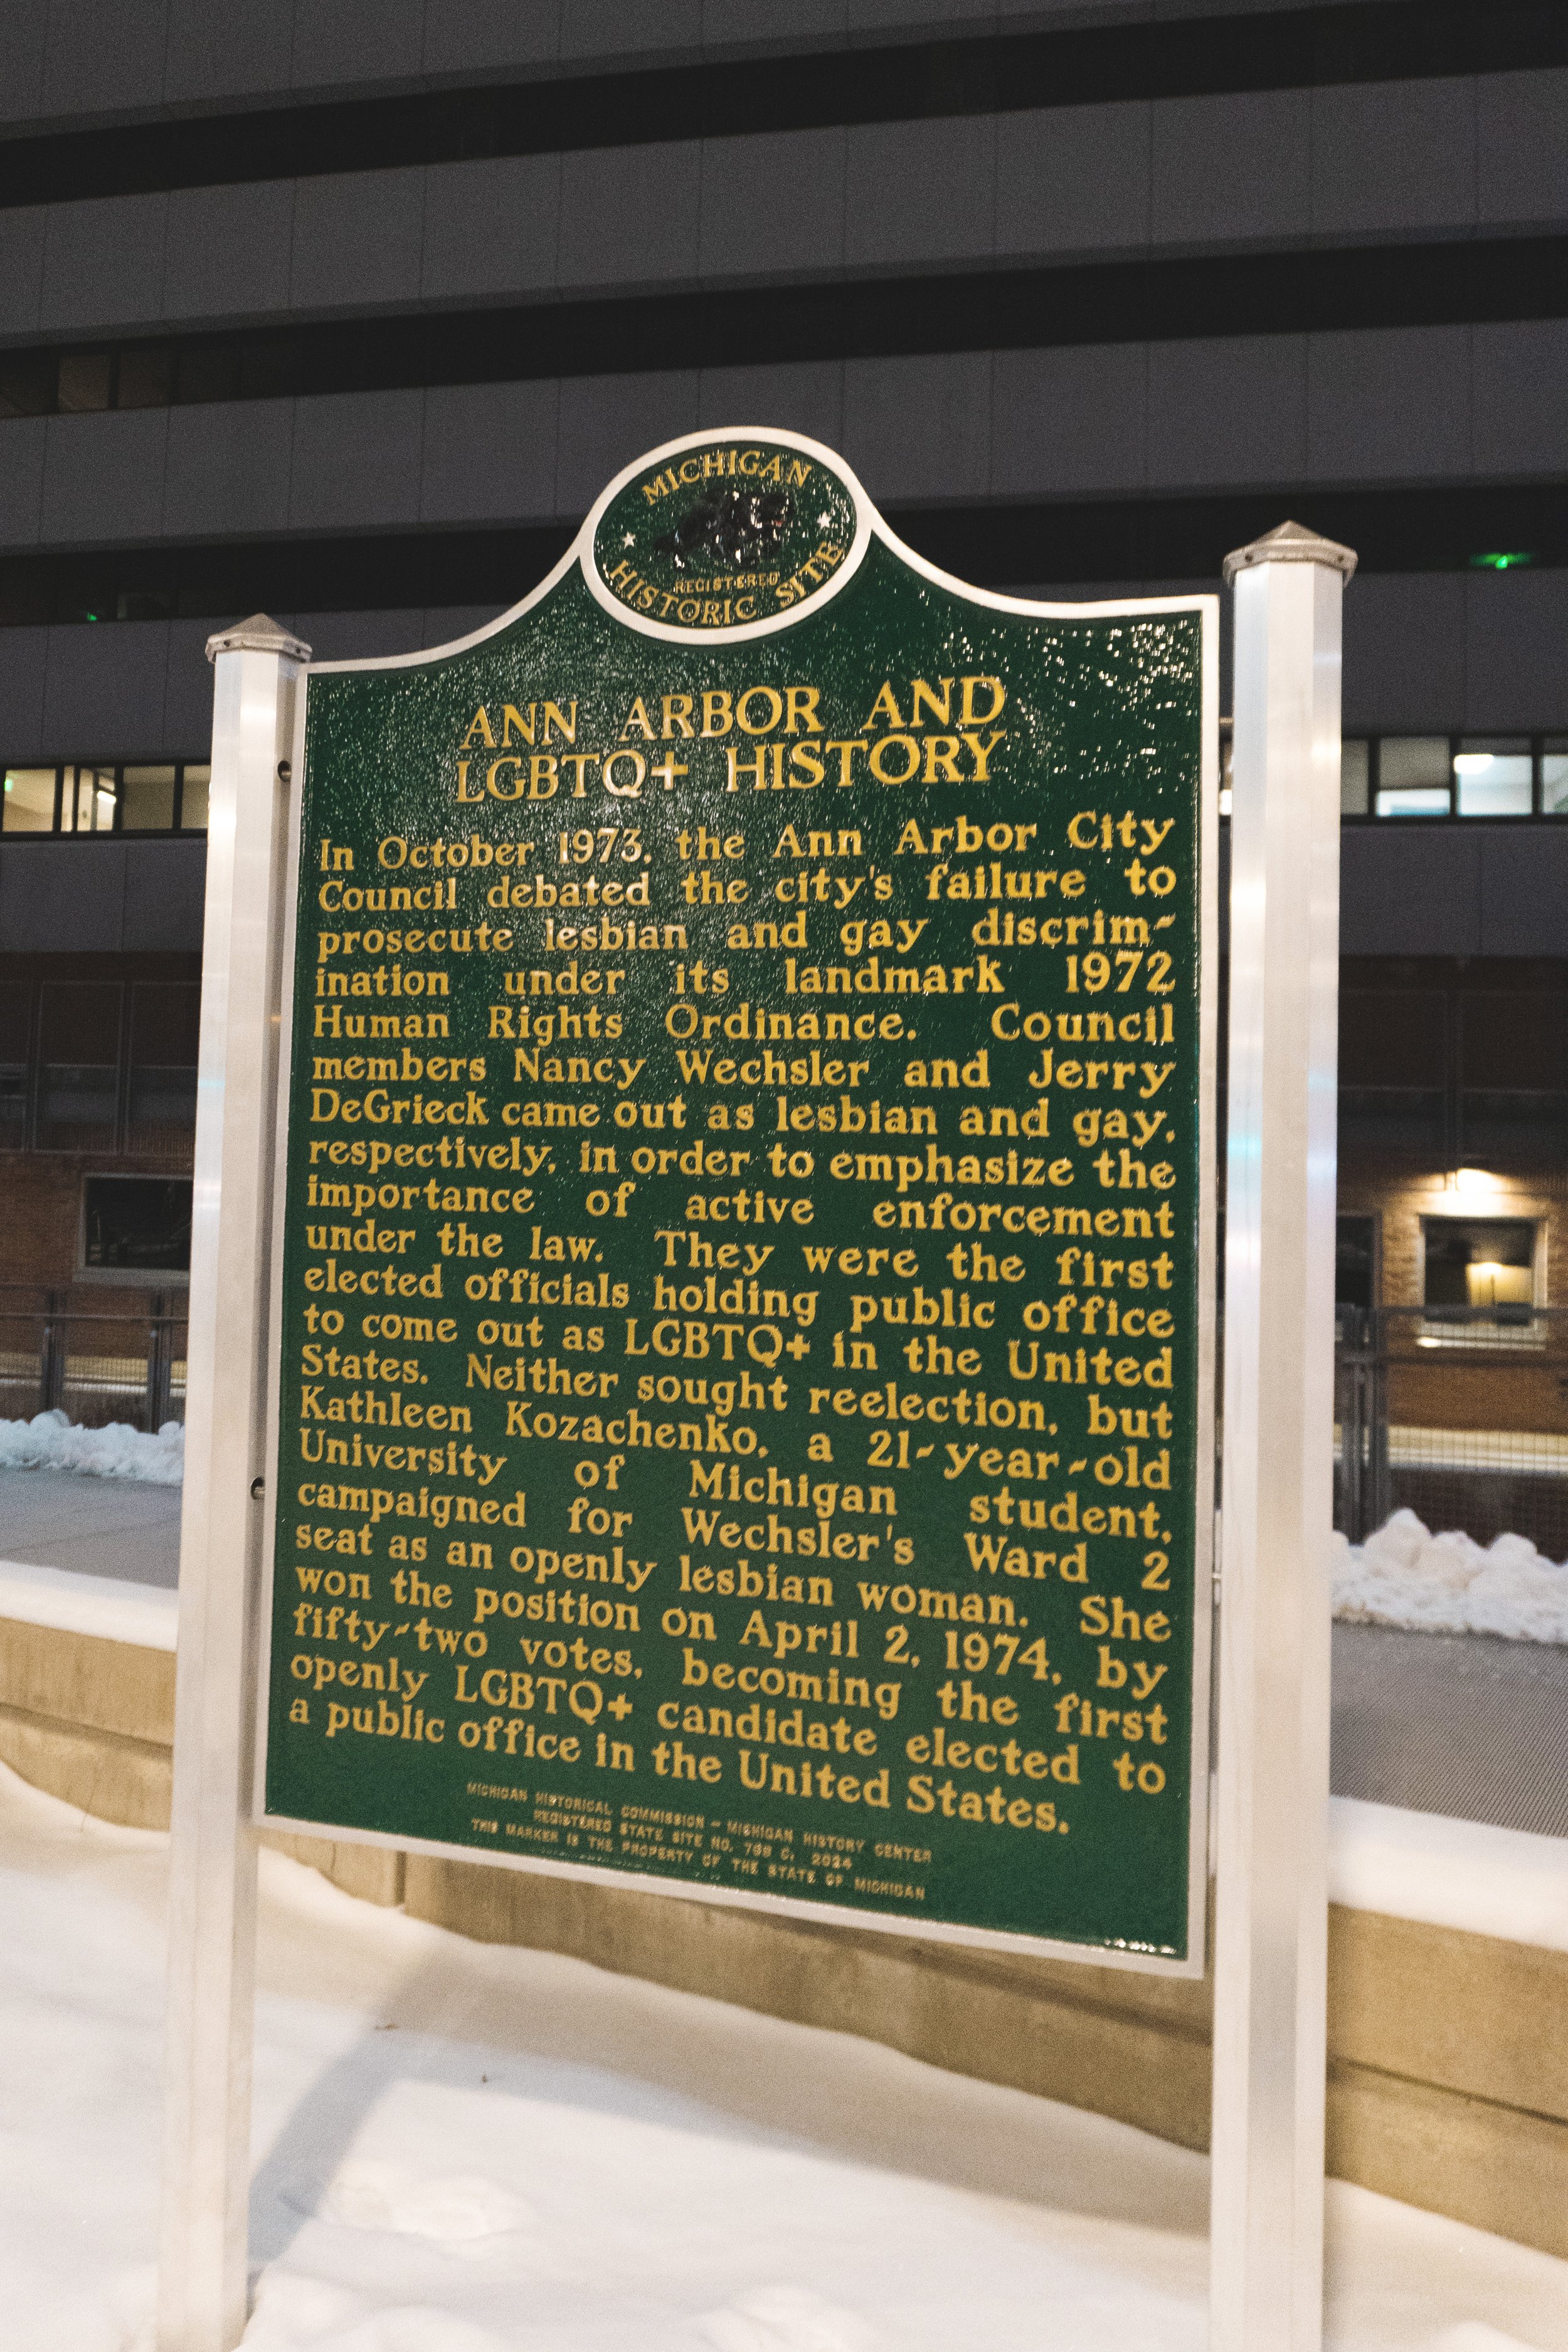 MICHIGAN
REGISTERED
HISTORIC SITE
ANN ARBOR AND
LGBTQ+ HISTORY
In October 1973, the Ann Arbor City
Council debated the city's failure to
prosecute lesbian and gay discrim-
ination under its landmark 1972
Human Rights Ordinance. Council
members Nancy Wechsler and Jerry
DeGrieck came out as lesbian and gay,
respectively, in order to emphasize the
importance of active enforcement
under the law. They were the first
elected officials holding public office
to come out as LGBTQ+ in the United
States. Neither sought reelection, but
Kathleen Kozachenko, a 21-year-old
University of Michigan student,
campaigned for Wechsler's Ward 2
seat as an openly lesbian woman. She
won the position on April 2, 1974, by
fifty-two votes, becoming the first
openly LGBTQ+ candidate elected to
a public office in the United States.
MICHIGAN HISTORICAL COMMISSION – MICHIGAN HISTORY CENTER
REGISTERED STATE SITE NO. C, 2024
THIS MARKER IS THE PROPERTY OF THE STATE OF MICHIGAN